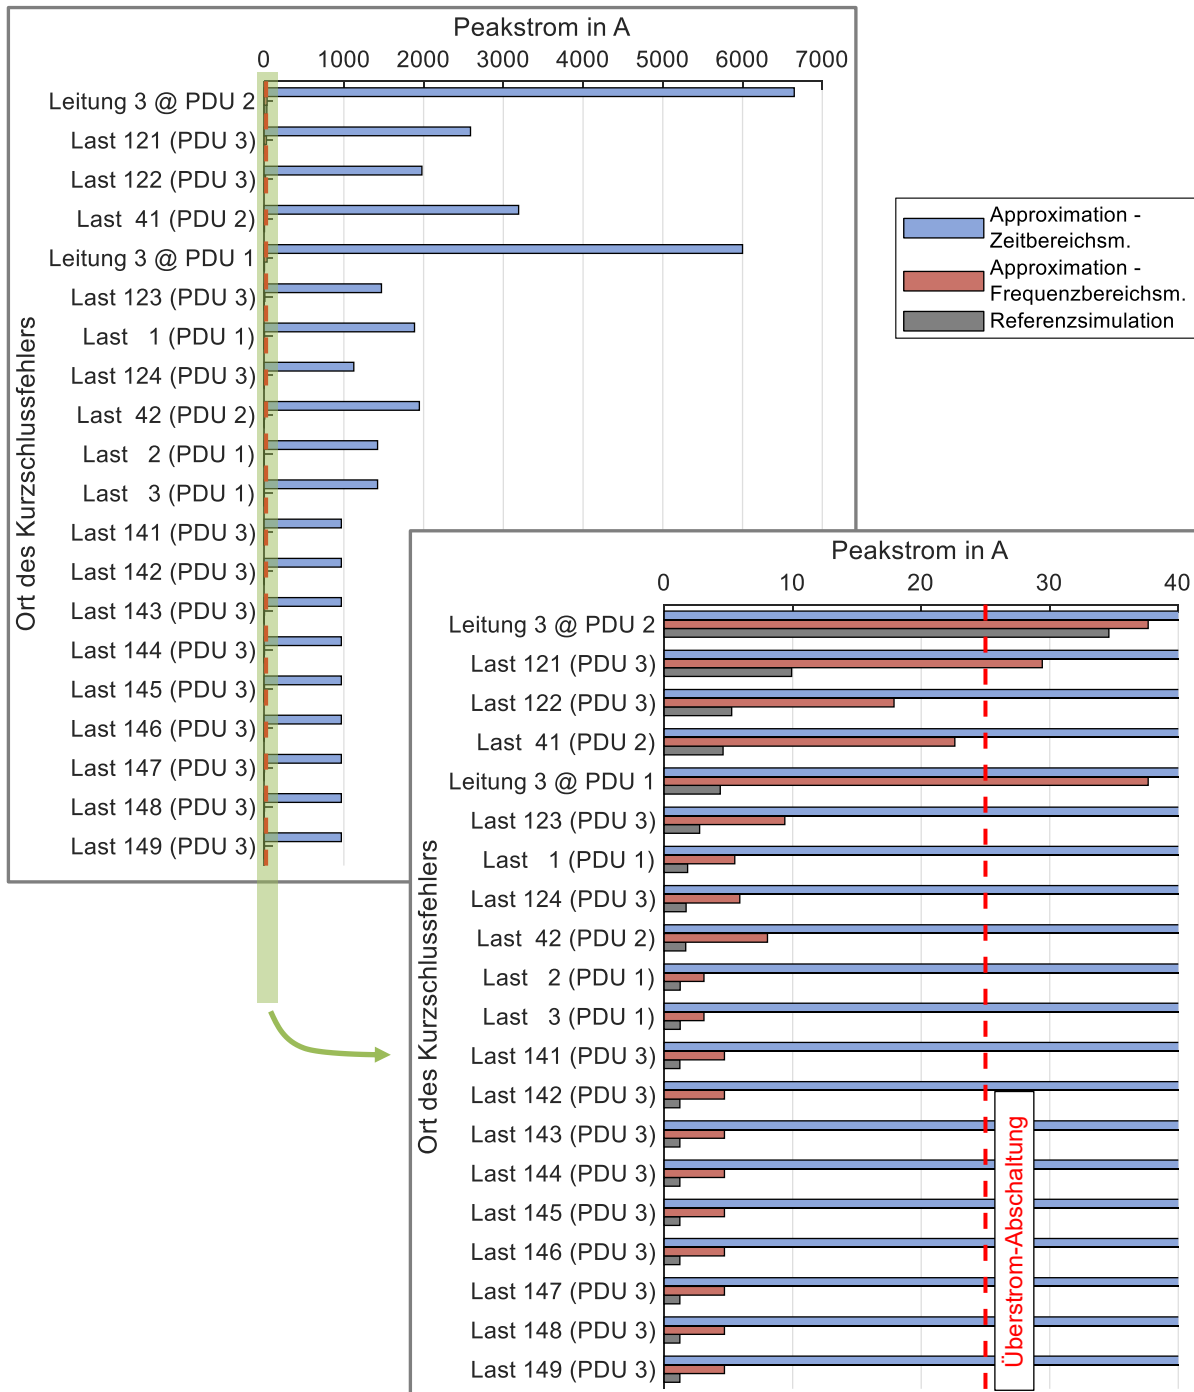 Peakstrom in A
0 1000 2000 3000 4000 5000 6000 7000
Ort des Kurzschlussfehlers
Leitung 3 @ PDU 2
Last 121 (PDU 3)
Last 122 (PDU 3)
Last 41 (PDU 2)
Leitung 3 @ PDU 1
Last 123 (PDU 3)
Last 1 (PDU 1)
Last 124 (PDU 3)
Last 42 (PDU 2)
Last 2 (PDU 1)
Last 3 (PDU 1)
Last 141 (PDU 3)
Last 142 (PDU 3)
Last 143 (PDU 3)
Last 144 (PDU 3)
Last 145 (PDU 3)
Last 146 (PDU 3)
Last 147 (PDU 3)
Last 148 (PDU 3)
Last 149 (PDU 3)
Approximation -
Zeitbereichsm.
Approximation -
Frequenzbereichsm.
Referenzsimulation
Peakstrom in A
0 10 20 30 40
Ort des Kurzschlussfehlers
Leitung 3 @ PDU 2
Last 121 (PDU 3)
Last 122 (PDU 3)
Last 41 (PDU 2)
Leitung 3 @ PDU 1
Last 123 (PDU 3)
Last 1 (PDU 1)
Last 124 (PDU 3)
Last 42 (PDU 2)
Last 2 (PDU 1)
Last 3 (PDU 1)
Last 141 (PDU 3)
Last 142 (PDU 3)
Last 143 (PDU 3)
Last 144 (PDU 3)
Last 145 (PDU 3)
Last 146 (PDU 3)
Last 147 (PDU 3)
Last 148 (PDU 3)
Last 149 (PDU 3)
Überstrom-Abschaltung